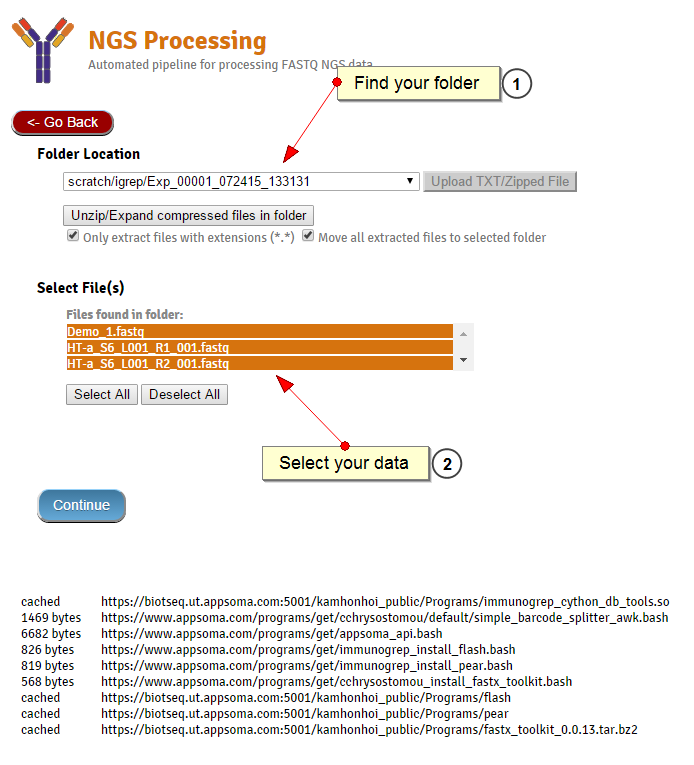 NGS Processing
Automated pipeline for processing FASTQ NGS data
Find your folder 1
<- Go Back
Folder Location
scratch/igrep/Exp_00001_072415_133131 Upload TXT/Zipped File
Unzip/Expand compressed files in folder
Only extract files with extensions (*.*) Move all extracted files to selected folder
Select File(s)
Files found in folder:
Demo_1.fastq
HT-a_S6_L001_R1_001.fastq
HT-a_S6_L001_R2_001.fastq
Select All Deselect All
Select your data 2
Continue
cached https://biotseq.ut.appsoma.com:5001/kamhonhoi_public/Programs/immunogrep_cython_db_tools.so
1469 bytes https://www.appsoma.com/programs/get/cchrysostomou/default/simple_barcode_splitter_awk.bash
6682 bytes https://www.appsoma.com/programs/get/appsoma_api.bash
826 bytes https://www.appsoma.com/programs/get/immunogrep_install_flash.bash
819 bytes https://www.appsoma.com/programs/get/immunogrep_install_pear.bash
568 bytes https://www.appsoma.com/programs/get/cchrysostomou_install_fastx_toolkit.bash
cached https://biotseq.ut.appsoma.com:5001/kamhonhoi_public/Programs/flash
cached https://biotseq.ut.appsoma.com:5001/kamhonhoi_public/Programs/pear
cached https://biotseq.ut.appsoma.com:5001/kamhonhoi_public/Programs/fastx_toolkit_0.0.13.tar.bz2